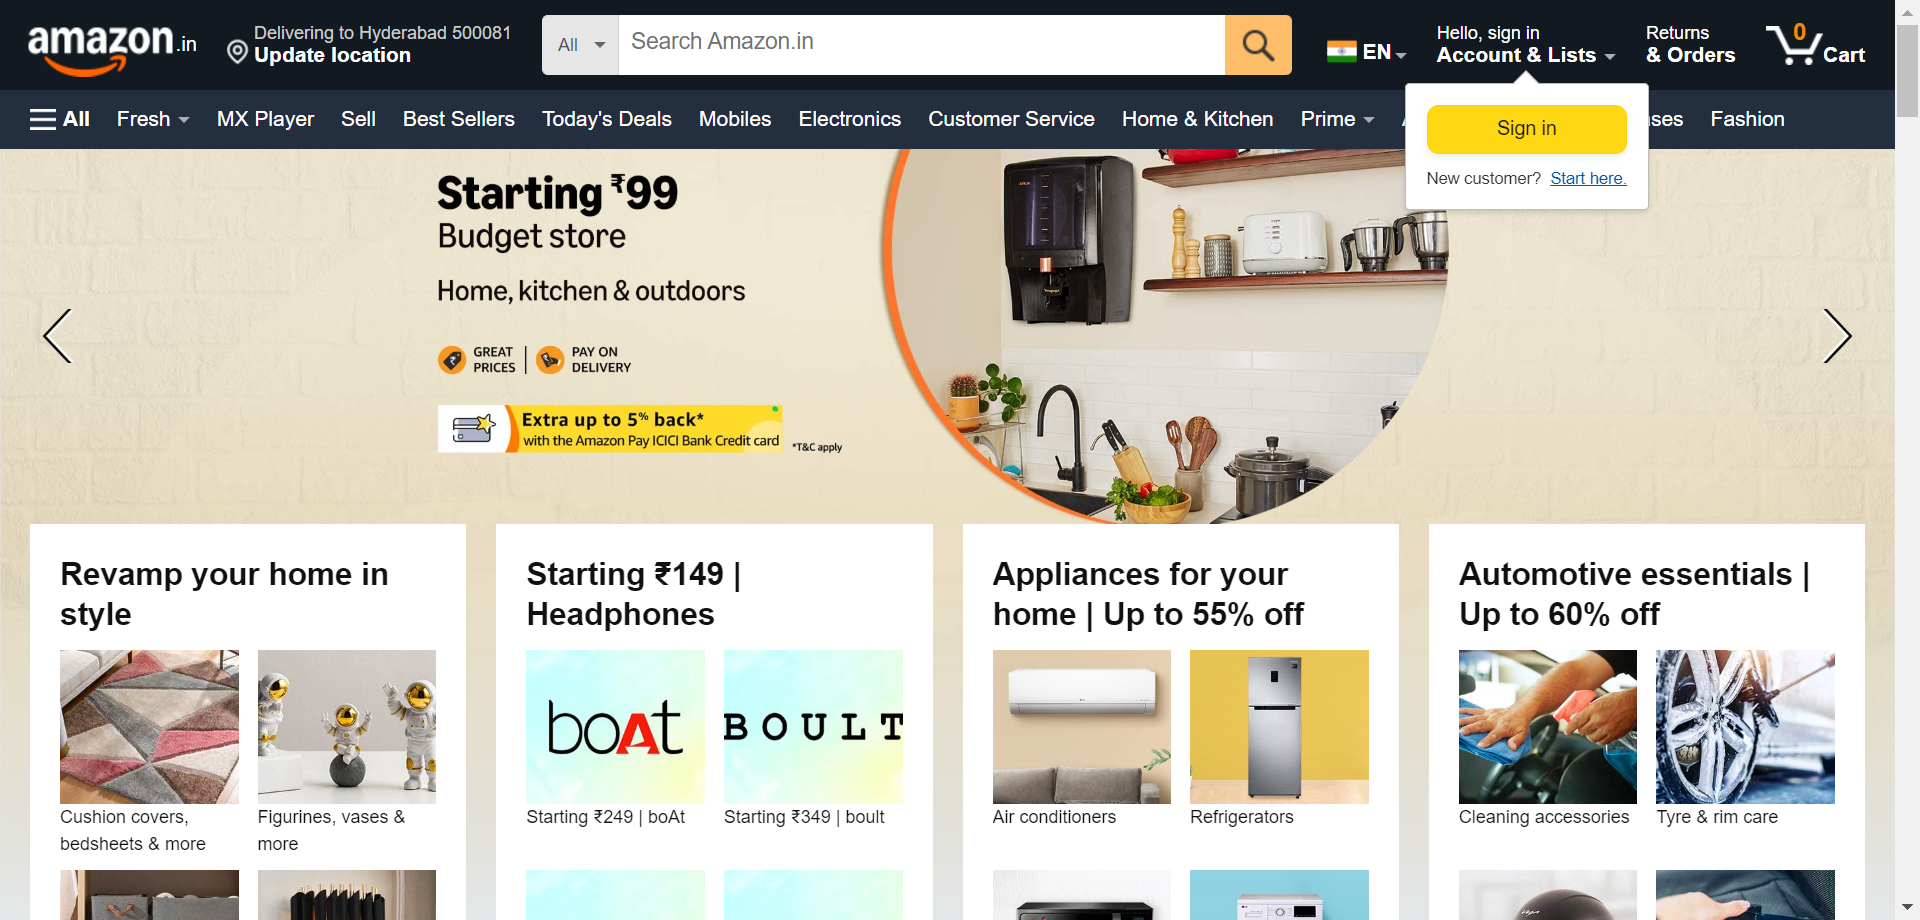 amazon.in
Delivering to Hyderabad 500081
Update location
All
Search Amazon.in
EN
Hello, sign in
Account & Lists
Returns
& Orders
0
Cart
All
Fresh
MX Player
Sell
Best Sellers
Today's Deals
Mobiles
Electronics
Customer Service
Home & Kitchen
Prime
Fashion
Sign in
New customer? Start here.
Starting ₹99
Budget store
Home, kitchen & outdoors
GREAT
PRICES
PAY ON
DELIVERY
Extra up to 5% back*
with the Amazon Pay ICICI Bank Credit card
*T&C apply
Revamp your home in
style
Cushion covers,
bedsheets & more
Figurines, vases &
more
Starting ₹149 |
Headphones
boAt
BOULT
Starting ₹249 | boAt
Starting ₹349 | boult
Appliances for your
home | Up to 55% off
Air conditioners
Refrigerators
Automotive essentials |
Up to 60% off
Cleaning accessories
Tyre & rim care